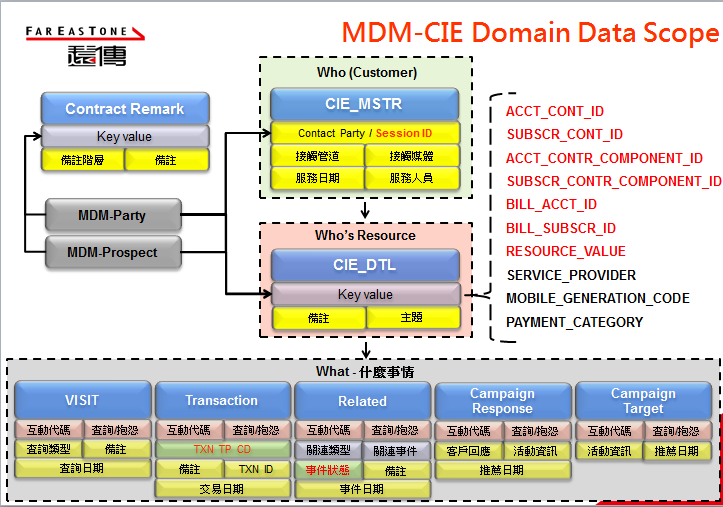 FAREASTONE
遠傳
MDM-CIE Domain Data Scope
Contract Remark
Key value
備註階層 備註
MDM-Party
MDM-Prospect
Who (Customer)
CIE_MSTR
Contact Party / Session ID
接觸管道 接觸媒體
服務日期 服務人員
Who's Resource
CIE_DTL
Key value
備註 主題
ACCT_CONT_ID
SUBSCR_CONT_ID
ACCT_CONTR_COMPONENT_ID
SUBSCR_CONTR_COMPONENT_ID
BILL_ACCT_ID
BILL_SUBSCR_ID
RESOURCE_VALUE
SERVICE_PROVIDER
MOBILE_GENERATION_CODE
PAYMENT_CATEGORY
What - 什麼事情
VISIT
互動代碼 查詢/抱怨
查詢類型 備註
查詢日期
Transaction
互動代碼 查詢/抱怨
TXN TP CD
備註 TXN ID
交易日期
Related
互動代碼 查詢/抱怨
關連類型 關連事件
事件狀態 備註
事件日期
Campaign
Response
互動代碼 查詢/抱怨
客戶回應 活動資訊
推薦日期
Campaign
Target
互動代碼 查詢/抱怨
活動資訊 推薦日期